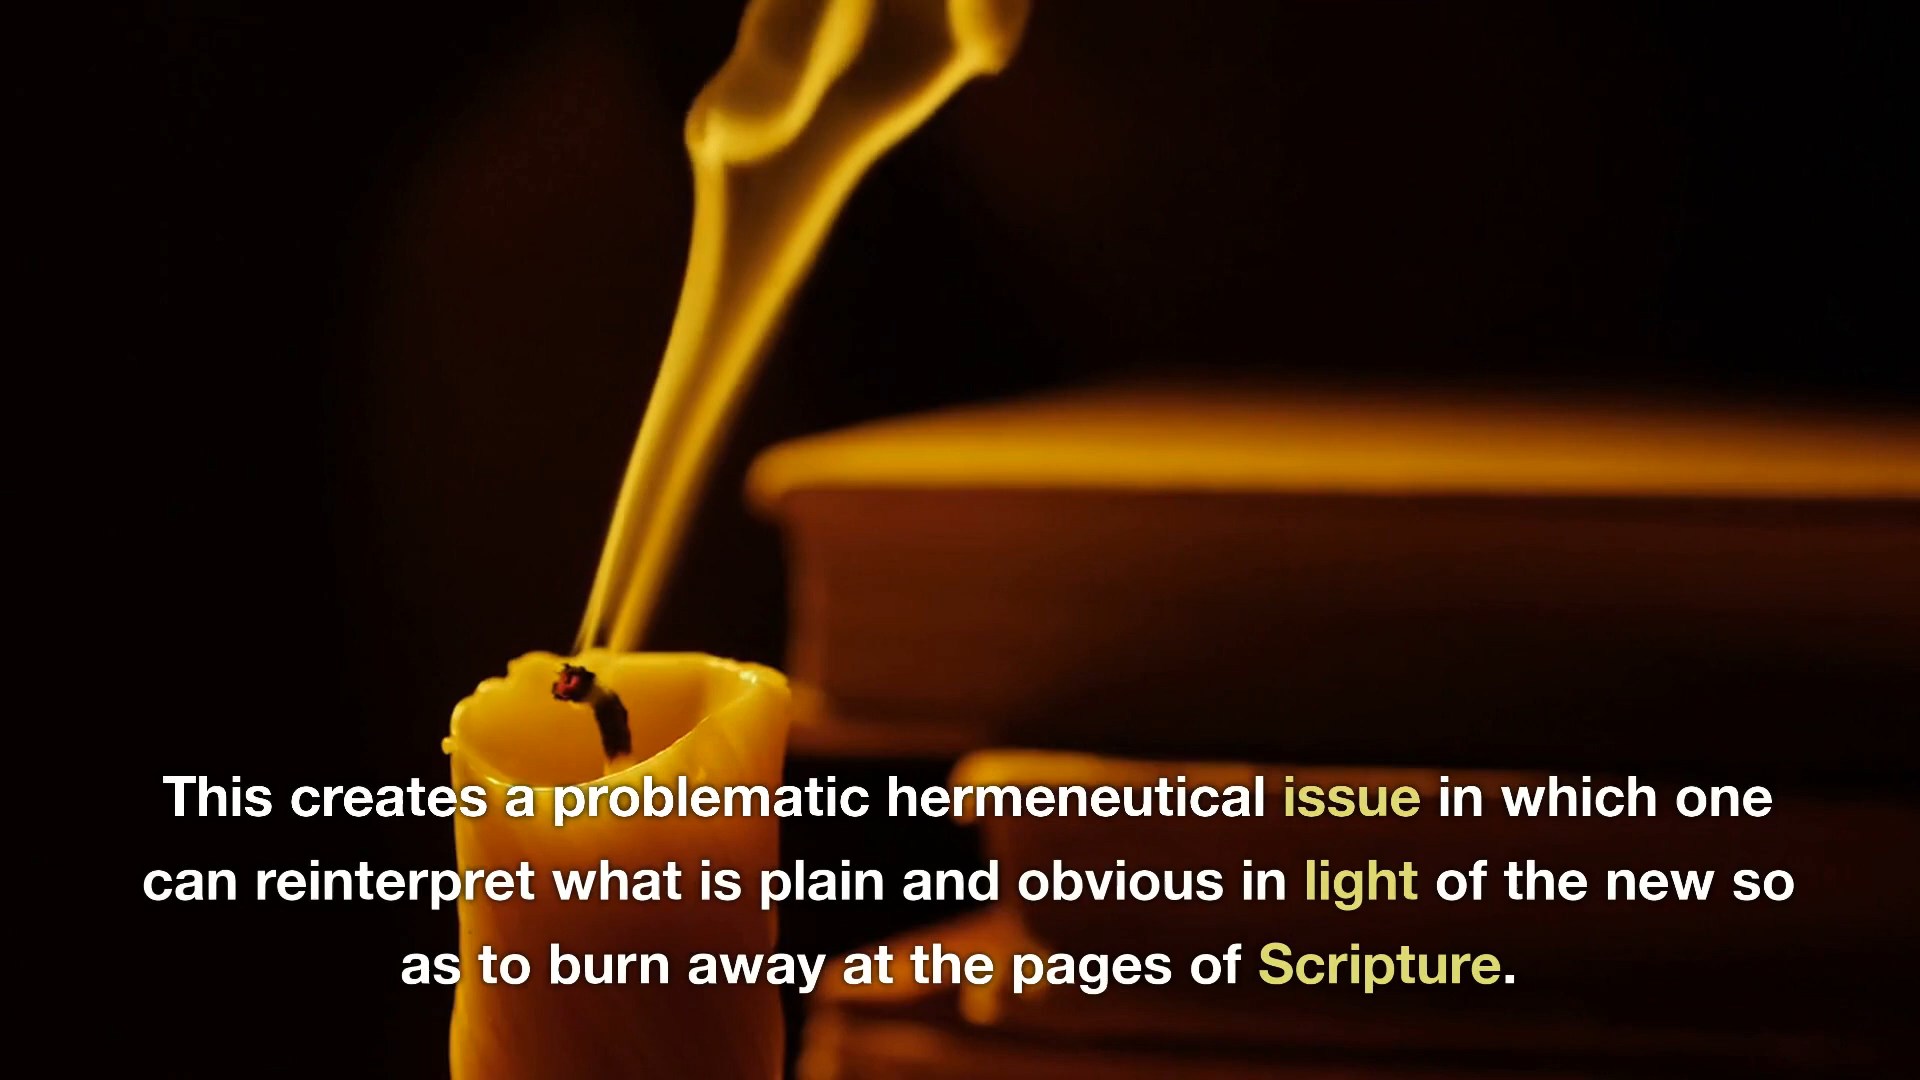 This creates a problematic hermeneutical issue in which one
can reinterpret what is plain and obvious in light of the new so
as to burn away at the pages of Scripture.